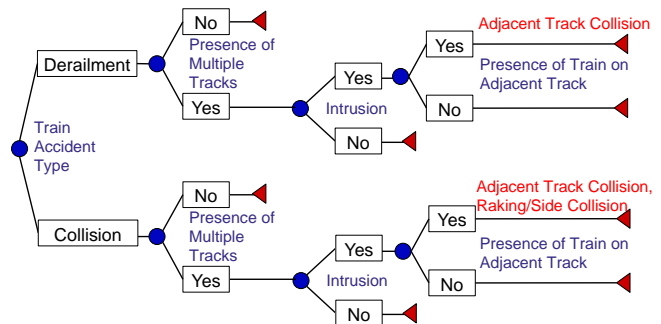 No
Adjacent Track Collision
Presence of
Multiple
Tracks
Yes
Derailment
Yes
Presence of Train on
Adjacent Track
Yes
Intrusion
No
No
Train
Accident
Type
No
Adjacent Track Collision,
Raking/Side Collision
Presence of
Multiple
Tracks
Yes
Collision
Yes
Presence of Train on
Adjacent Track
Yes
Intrusion
No
No